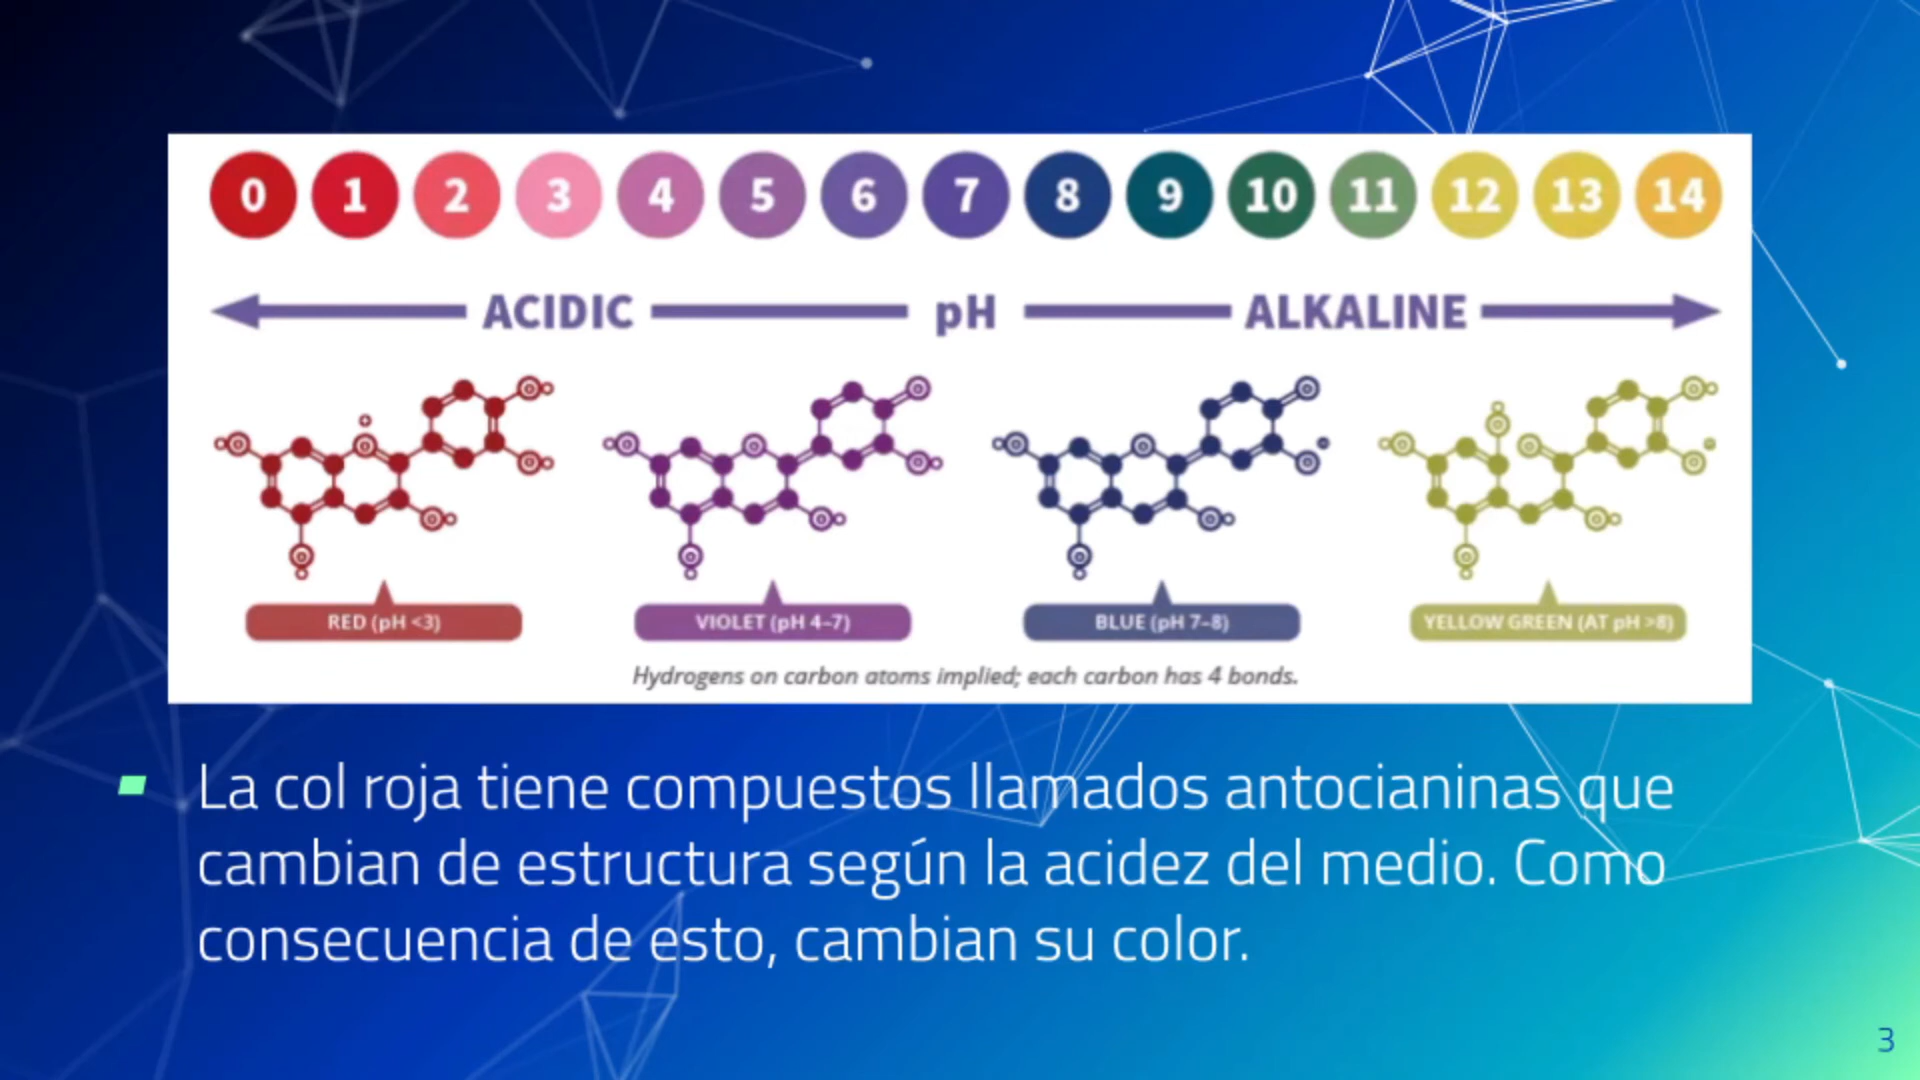 0 1 2 3 4 5 6 7 8 9 10 11 12 13 14
ACIDIC pH ALKALINE
RED (pH <3) VIOLET (pH 4–7) BLUE (pH 7–8) YELLOW GREEN (AT pH >8)
Hydrogens on carbon atoms implied; each carbon has 4 bonds.
La col roja tiene compuestos llamados antocianinas que
cambian de estructura según la acidez del medio. Como
consecuencia de esto, cambian su color.
3